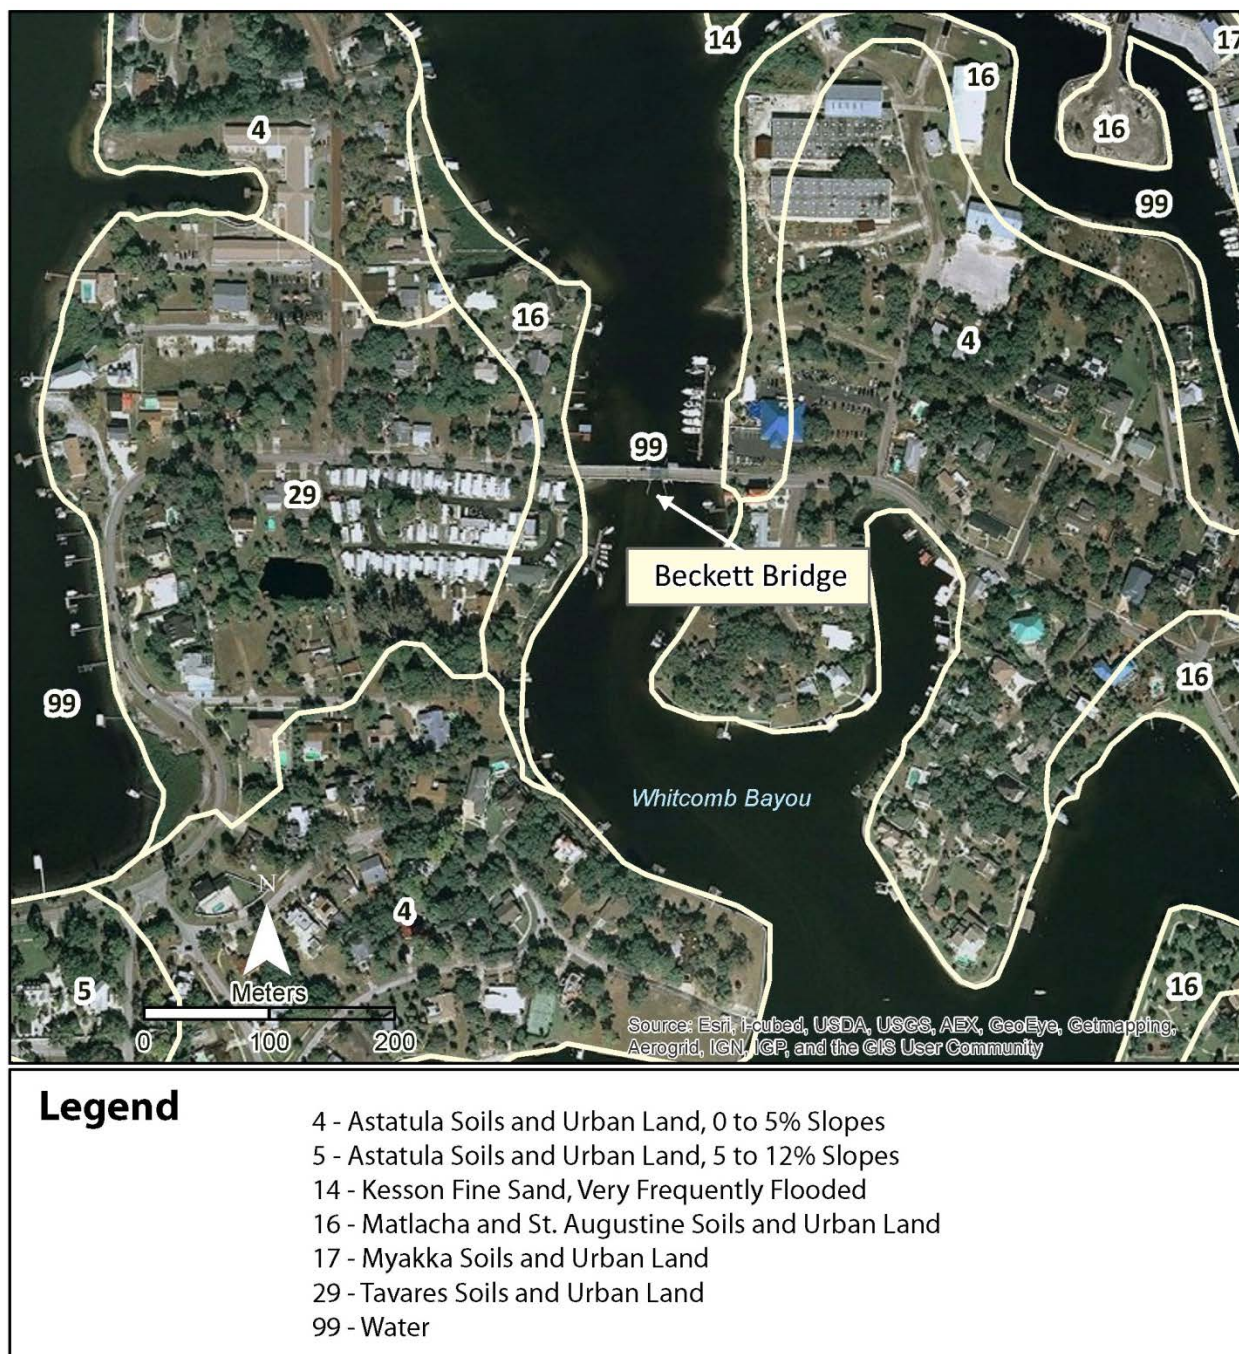 14
17
16
4
16
99
16
4
99
29
Beckett Bridge
16
99
Whitcomb Bayou
N
4
5
16
Meters
0 100 200
Source: Esri, i-cubed, USDA, USGS, AEX, GeoEye, Getmapping,
Aerogrid, IGN, IGP, and the GIS User Community
Legend
4 - Astatula Soils and Urban Land, 0 to 5% Slopes
5 - Astatula Soils and Urban Land, 5 to 12% Slopes
14 - Kesson Fine Sand, Very Frequently Flooded
16 - Matlacha and St. Augustine Soils and Urban Land
17 - Myakka Soils and Urban Land
29 - Tavares Soils and Urban Land
99 - Water